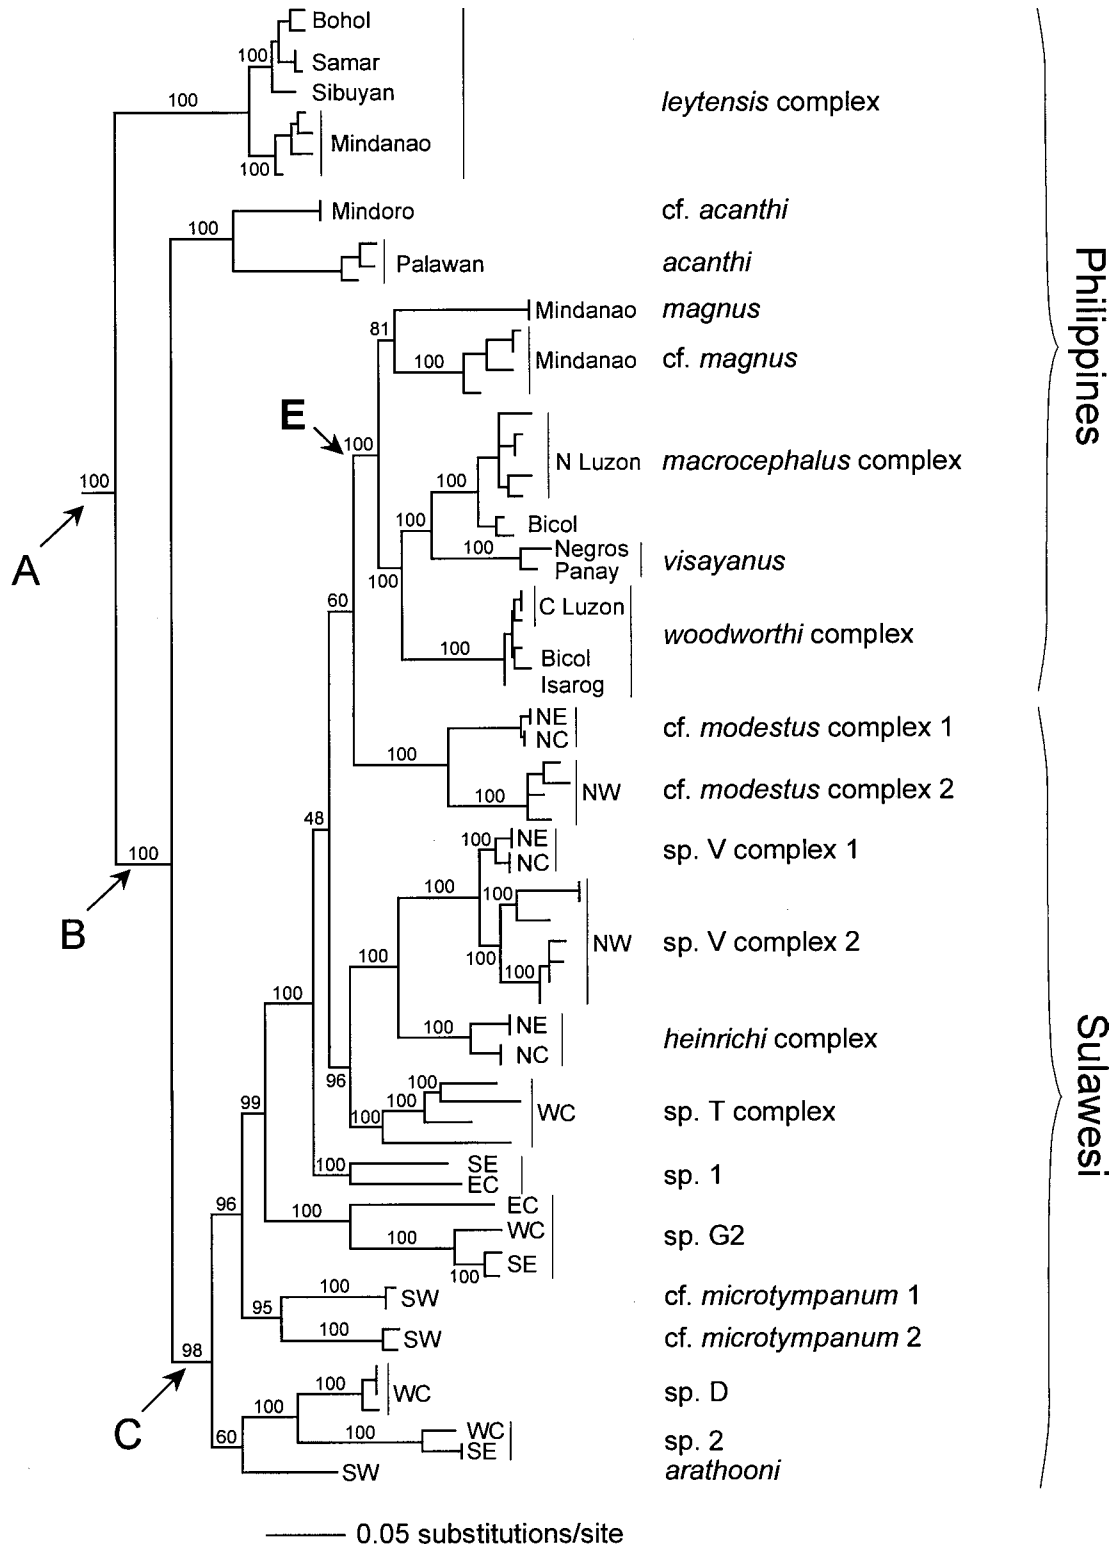 Bohol
100
Samar
Sibuyan
100
leytensis complex
Mindanao
100
Mindoro
cf. acanthi
100
Palawan
acanthi
Mindanao
magnus
81
Mindanao
cf. magnus
100
E
100
N Luzon
macrocephalus complex
100
100
Bicol
100
Negros
Panay
visayanus
100
C Luzon
60
woodworthi complex
100
Bicol
Isarog
A
100
Philippines
NE
NC
cf. modestus complex 1
100
NW
cf. modestus complex 2
100
48
100
NE
NC
sp. V complex 1
100
B
100
100
NW
sp. V complex 2
100
100
100
NE
100
NC
heinrichi complex
100
96
100
100
100
WC
sp. T complex
99
100
SE
EC
sp. 1
96
100
EC
100
WC
SE
100
sp. G2
100
SW
cf. microtympanum 1
95
100
SW
cf. microtympanum 2
98
C
100
WC
sp. D
100
100
WC
SE
sp. 2
60
SW
arathooni
Sulawesi
0.05 substitutions/site